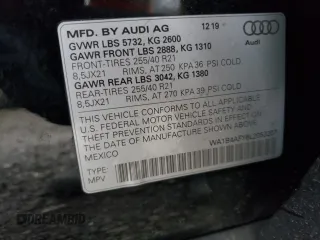 MFD. BY AUDI AG 12 19
GVWR LBS 5732, KG 2600
GAWR FRONT LBS 2888, KG 1310
FRONT-TIRES 255/40 R21
8,5JX21 RIMS, AT 250 KPA 36 PSI COLD
GAWR REAR LBS 3042, KG 1380
REAR-TIRES 255/40 R21
8,5JX21 RIMS, AT 270 KPA 39 PSI COLD
Audi
THIS VEHICLE CONFORMS TO ALL APPLICABLE
U.S. FEDERAL MOTOR VEHICLE SAFETY AND
THEFT PREVENTION STANDARDS IN EFFECT ON
THE DATE OF MANUFACTURE SHOWN ABOVE
MEXICO
TYPE:
MPV
© DREAMBID